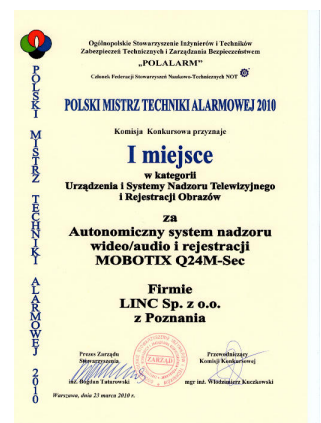 Ogólnopolskie Stowarzyszenie Inżynierów i Techników
Zabezpieczeń Technicznych i Zarządzania Bezpieczeństwem
„POLALARM”
Członek Federacji Stowarzyszeń Naukowo-Technicznych NOT
POLSKI MISTRZ TECHNIKI ALARMOWEJ 2010
POLSKI MISTRZ TECHNIKI ALARMOWEJ 2010
Komisja Konkursowa przyznaje
I miejsce
w kategorii
Urządzenia i Systemy Nadzoru Telewizyjnego
i Rejestracji Obrazów
za
Autonomiczny system nadzoru
wideo/audio i rejestracji
MOBOTIX Q24M-Sec
Firmie
LINC Sp. z o.o.
z Poznania
Prezes Zarządu
Stowarzyszenia
inż. Bogdan Tatarowski
ZARZĄD
Przewodniczący
Komisji Konkursowej
mgr inż. Włodzimierz Kuczkowski
Warszawa, dnia 23 marca 2010 r.